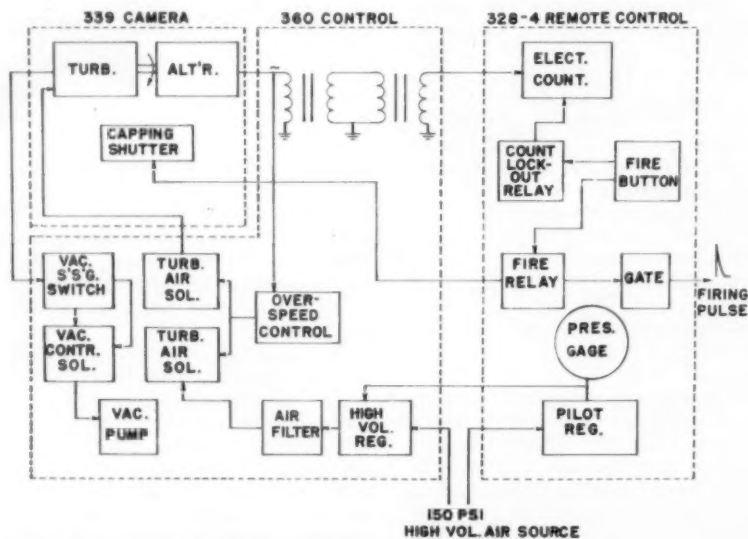 339 CAMERA
360 CONTROL
328-4 REMOTE CONTROL
TURB.
ALT'R.
~
ELECT.
COUNT.
CAPPING
SHUTTER
COUNT
LOCK-
OUT
RELAY
FIRE
BUTTON
VAC.
S'S'G.
SWITCH
TURB.
AIR
SOL.
OVER-
SPEED
CONTROL
FIRE
RELAY
GATE
FIRING
PULSE
VAC.
CONTR.
SOL.
TURB.
AIR
SOL.
PRES.
GAGE
VAC.
PUMP
AIR
FILTER
HIGH
VOL.
REG.
PILOT
REG.
150 PSI
HIGH VOL. AIR SOURCE